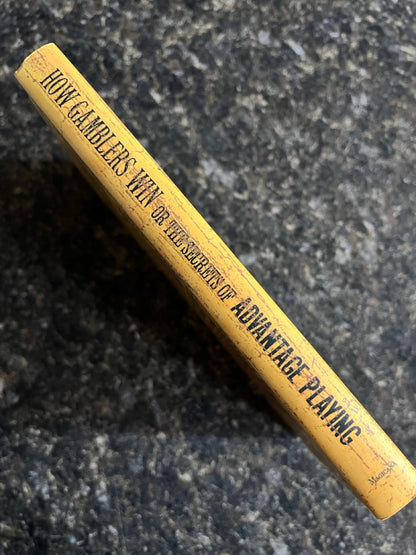 HOW GAMBLERS WIN OR THE SECRETS OF ADVANTAGE PLAYING